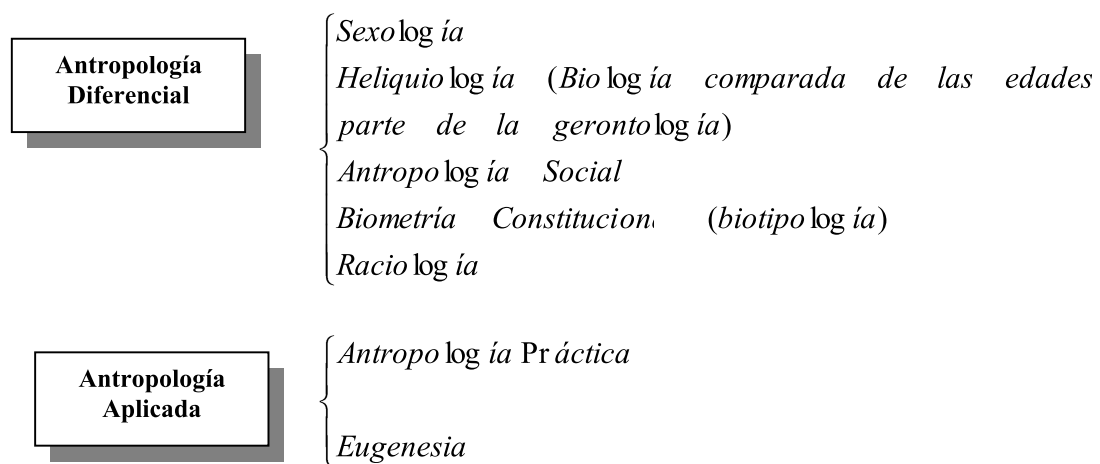 Antropología
Diferencial
Sexología
Heliquiología (Biología comparada de las edades
parte de la gerontología)
Antropología Social
Biometría (biotipología)
Raciología
Antropología
Aplicada
Antropología Práctica
Eugenesia